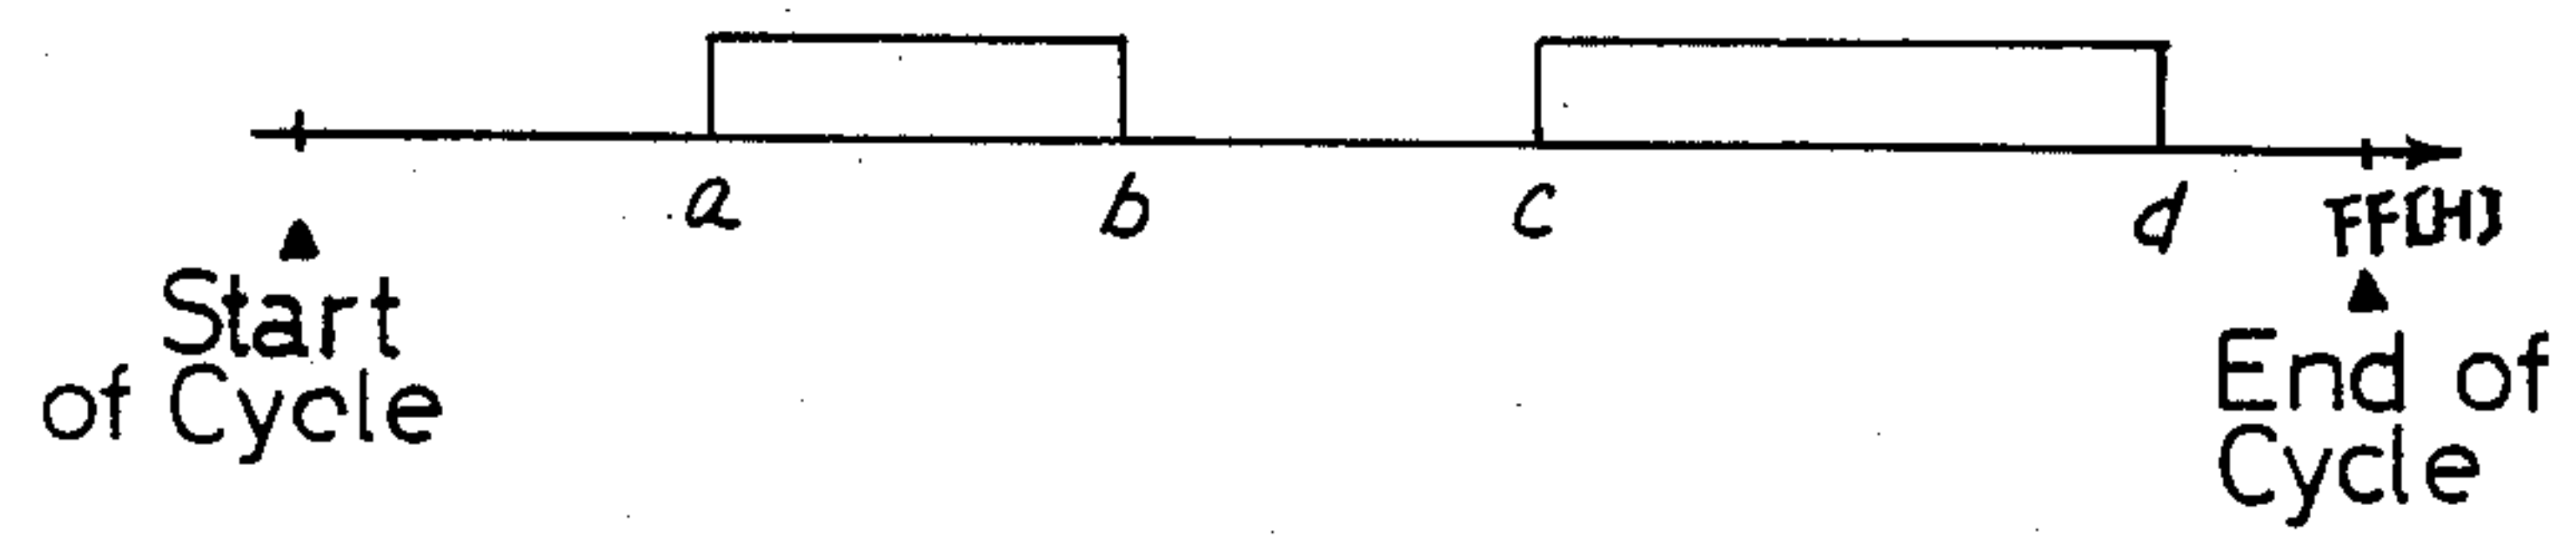 a b c d FF[H]
Start
of Cycle
End of
Cycle